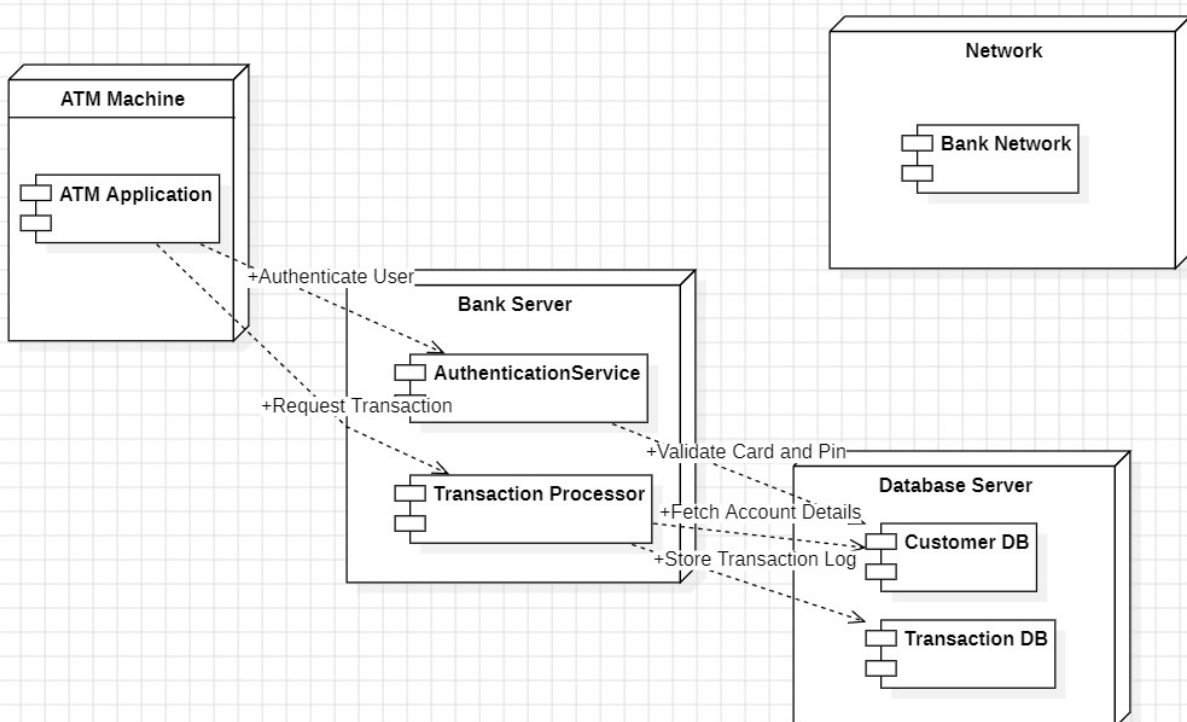 Network
ATM Machine
Bank Network
ATM Application
+Authenticate User
Bank Server
AuthenticationService
+Request Transaction
+Validate Card and Pin
Database Server
Transaction Processor
+Fetch Account Details
Customer DB
+Store Transaction Log
Transaction DB